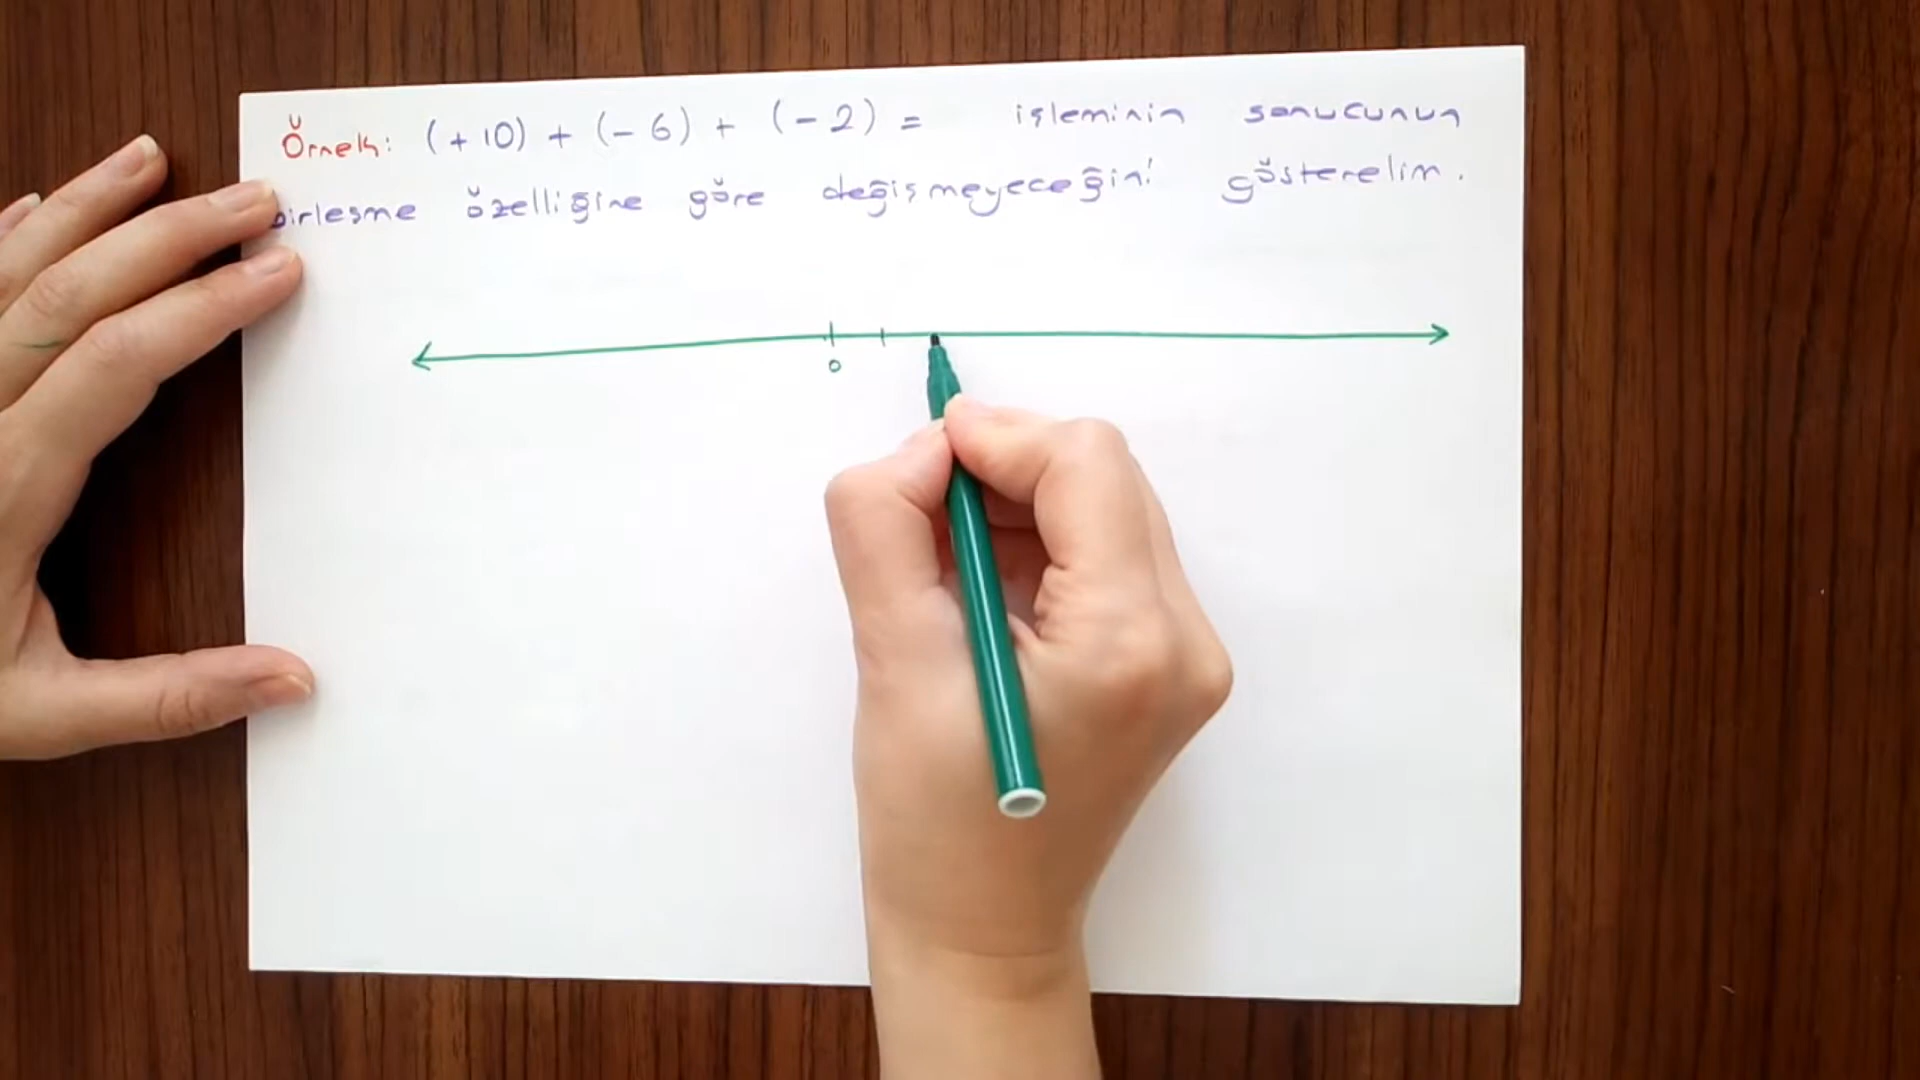 Örnek: (+10) + (-6) + (-2) = işleminin sonucunun
birleşme özelliğine göre değişmeyeceğini gösterelim.
0